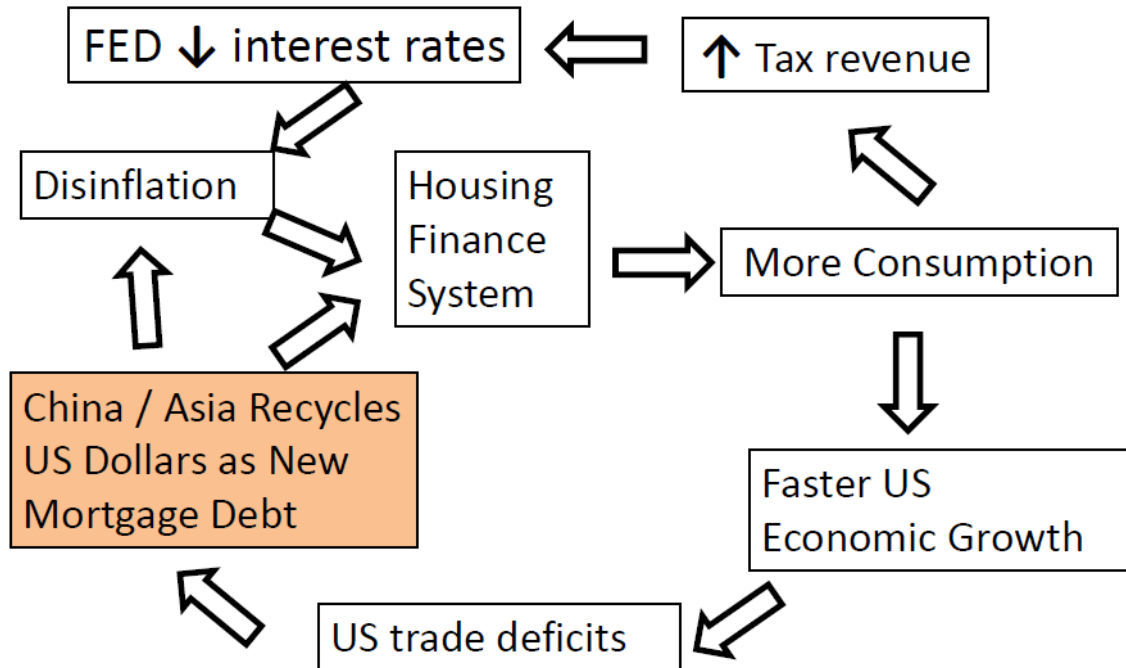 FED ↓ interest rates
↑ Tax revenue
Disinflation
Housing
Finance
System
More Consumption
China / Asia Recycles
US Dollars as New
Mortgage Debt
Faster US
Economic Growth
US trade deficits